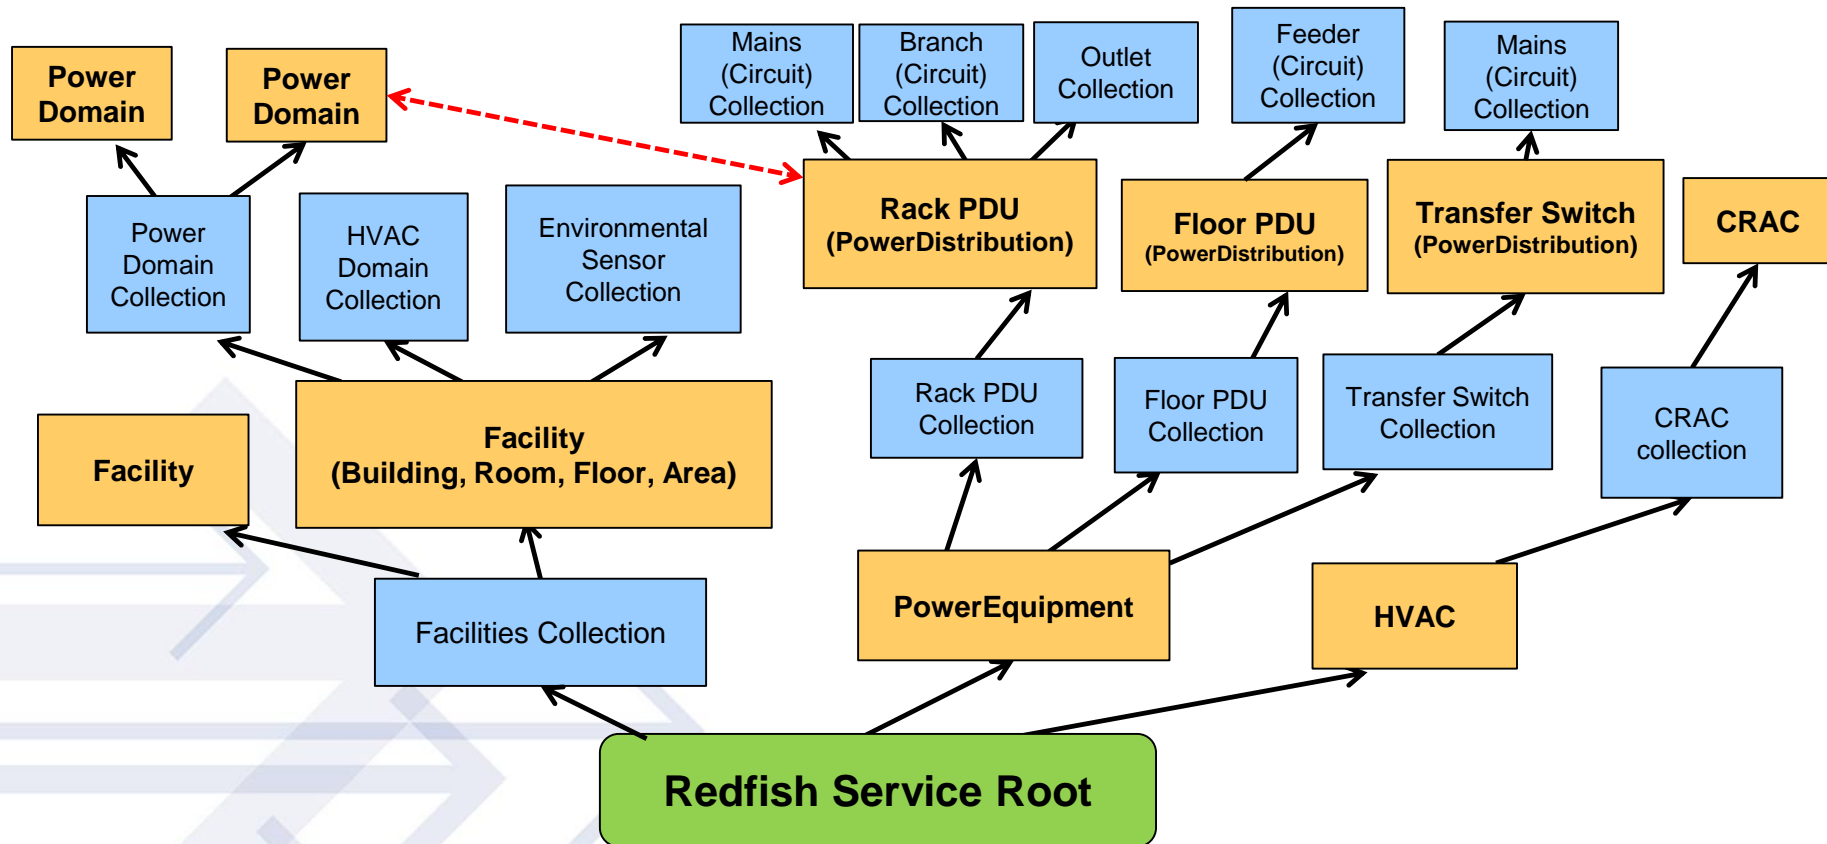 Power
Domain
Power
Domain
Mains
(Circuit)
Collection
Branch
(Circuit)
Collection
Outlet
Collection
Feeder
(Circuit)
Collection
Mains
(Circuit)
Collection
Power
Domain
Collection
HVAC
Domain
Collection
Environmental
Sensor
Collection
Rack PDU
(PowerDistribution)
Floor PDU
(PowerDistribution)
Transfer Switch
(PowerDistribution)
CRAC
Rack PDU
Collection
Floor PDU
Collection
Transfer Switch
Collection
CRAC
collection
Facility
Facility
(Building, Room, Floor, Area)
Facilities Collection
PowerEquipment
HVAC
Redfish Service Root